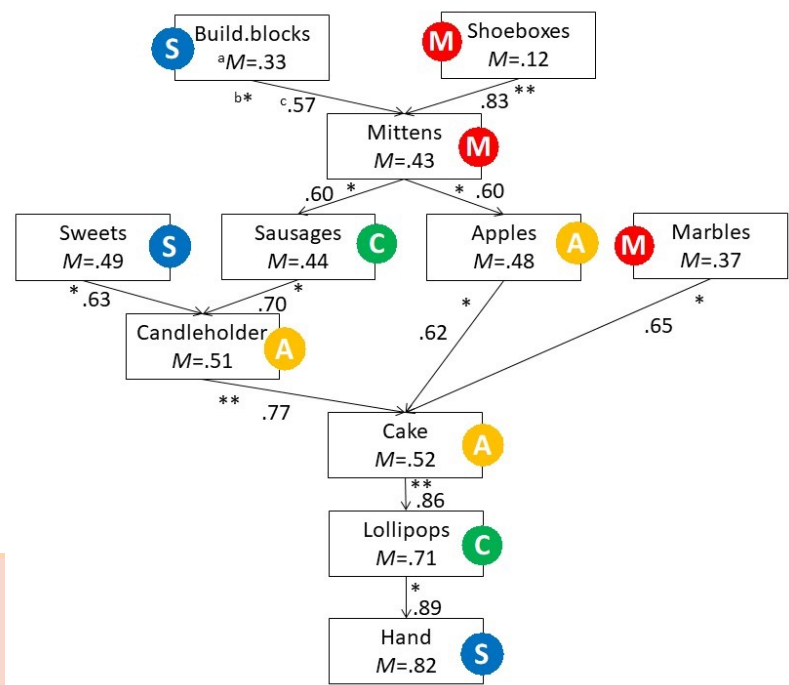 S
Build.blocks
ᵃM=.33
M
Shoeboxes
M=.12
ᵇ*
ᶜ.57
.83
**
Mittens
M=.43
M
.60
*
* .60
Sweets
M=.49
S
Sausages
M=.44
C
Apples
M=.48
A
M
Marbles
M=.37
*.63
.70
*
*
.62
*
.65
Candleholder
M=.51
A
**
.77
Cake
M=.52
A
**
.86
Lollipops
M=.71
C
*
.89
Hand
M=.82
S